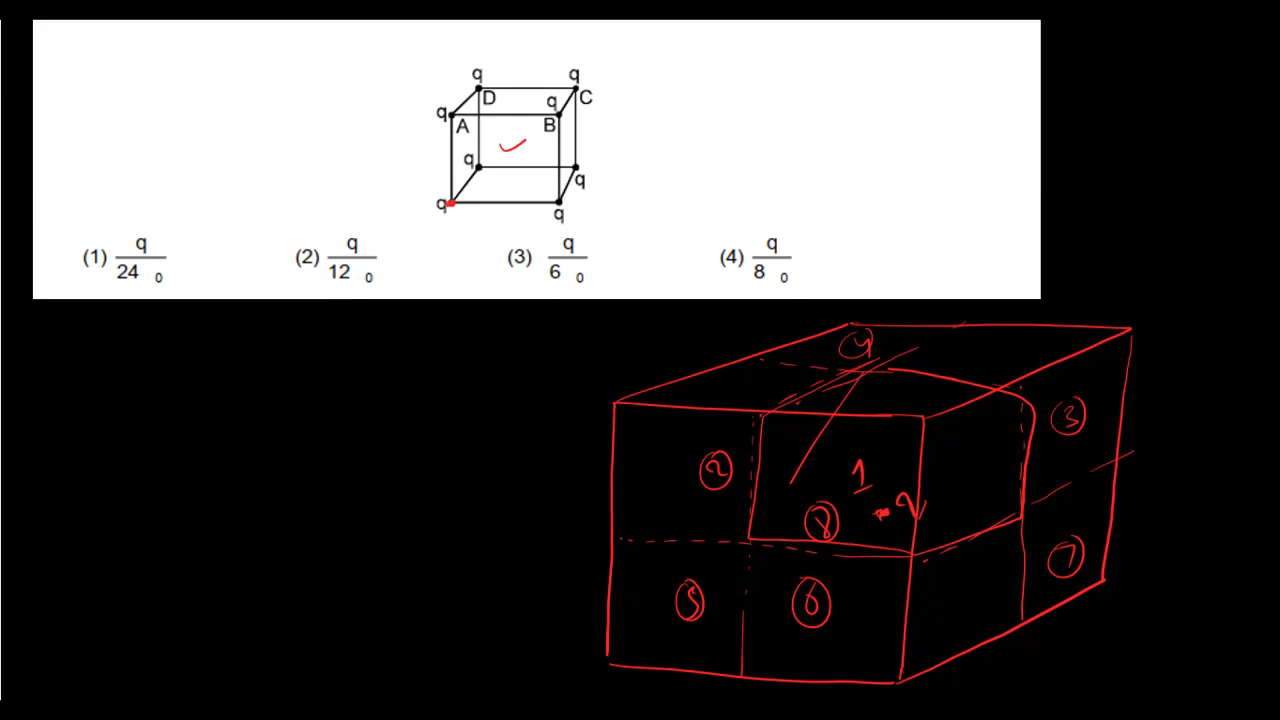 q q
D q C
q A B
q
q
q q
(1) q/24 0 (2) q/12 0 (3) q/6 0 (4) q/8 0
4
3
2 1
8 q
7
5 6